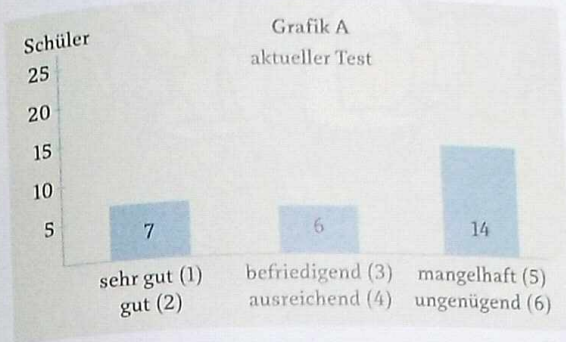 Grafik A
aktueller Test
Schüler
25
20
15
10
5
7
6
14
sehr gut (1)
gut (2)
befriedigend (3)
ausreichend (4)
mangelhaft (5)
ungenügend (6)